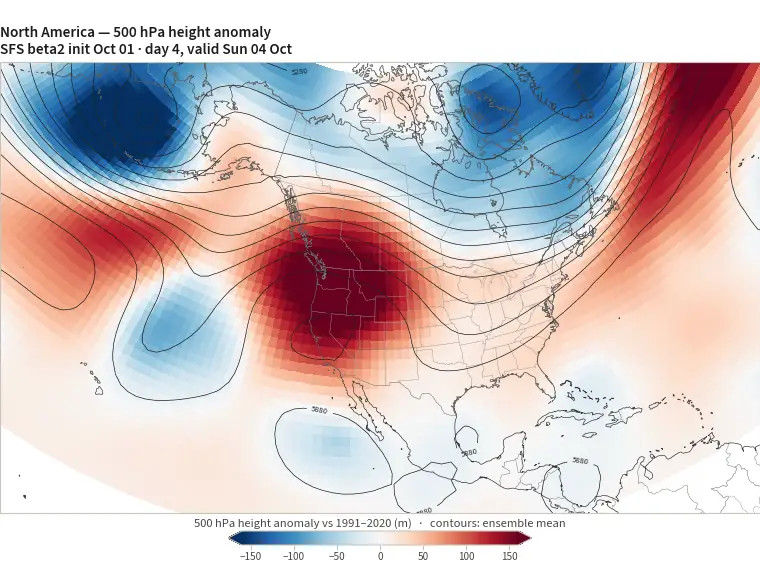 North America — 500 hPa height anomaly
SFS beta2 init Oct 01 · day 4, valid Sun 04 Oct
5280
5880
5880
5880
5880
500 hPa height anomaly vs 1991–2020 (m) · contours: ensemble mean
−150 −100 −50 0 50 100 150